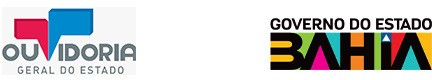 OUVIDORIA
GERAL DO ESTADO
GOVERNO DO ESTADO
BAHIA